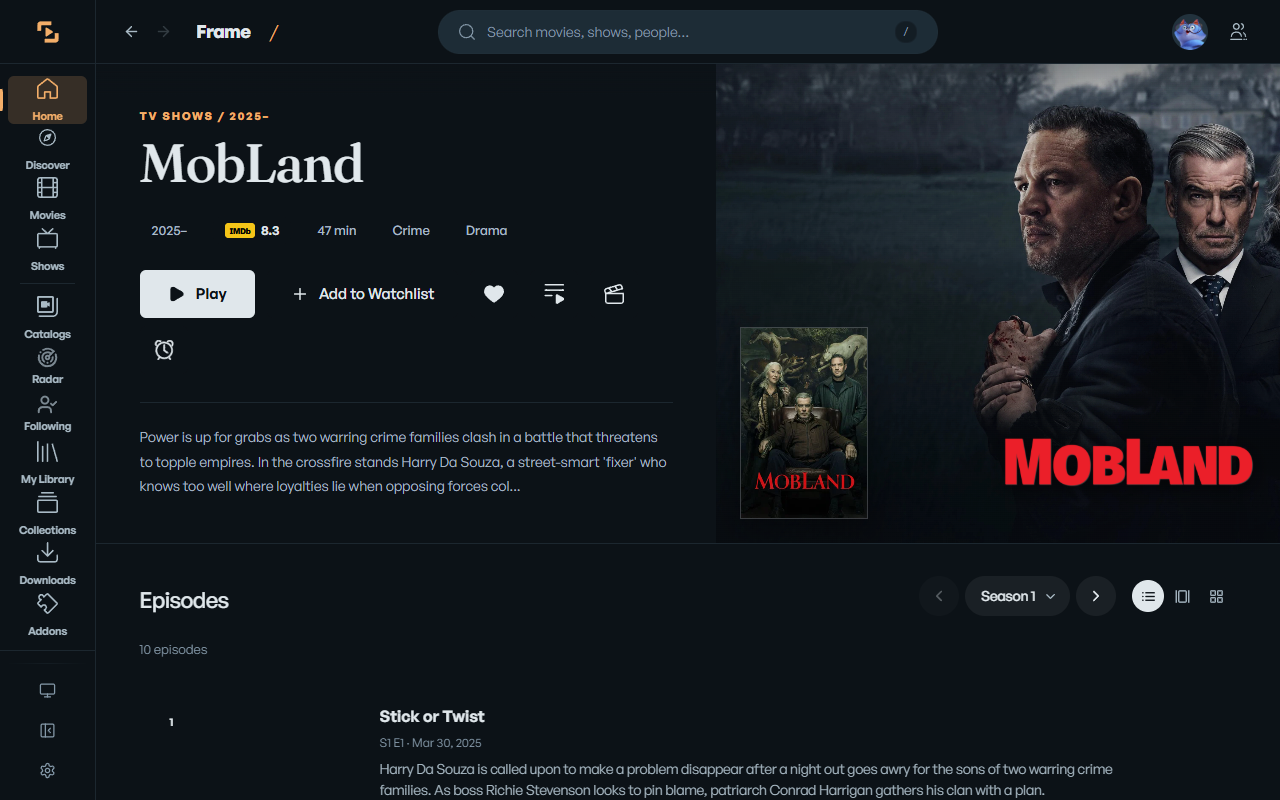 Frame /
Search movies, shows, people...
/
Home
Discover
Movies
Shows
Catalogs
Radar
Following
My Library
Collections
Downloads
Addons
TV SHOWS / 2025–
MobLand
2025–
IMDb 8.3
47 min
Crime
Drama
Play
Add to Watchlist
Power is up for grabs as two warring crime families clash in a battle that threatens
to topple empires. In the crossfire stands Harry Da Souza, a street-smart 'fixer' who
knows too well where loyalties lie when opposing forces col...
MOBLAND
MOBLAND
Episodes
Season 1
10 episodes
1
Stick or Twist
S1 E1 · Mar 30, 2025
Harry Da Souza is called upon to make a problem disappear after a night out goes awry for the sons of two warring crime
families. As boss Richie Stevenson looks to pin blame, patriarch Conrad Harrigan gathers his clan with a plan.